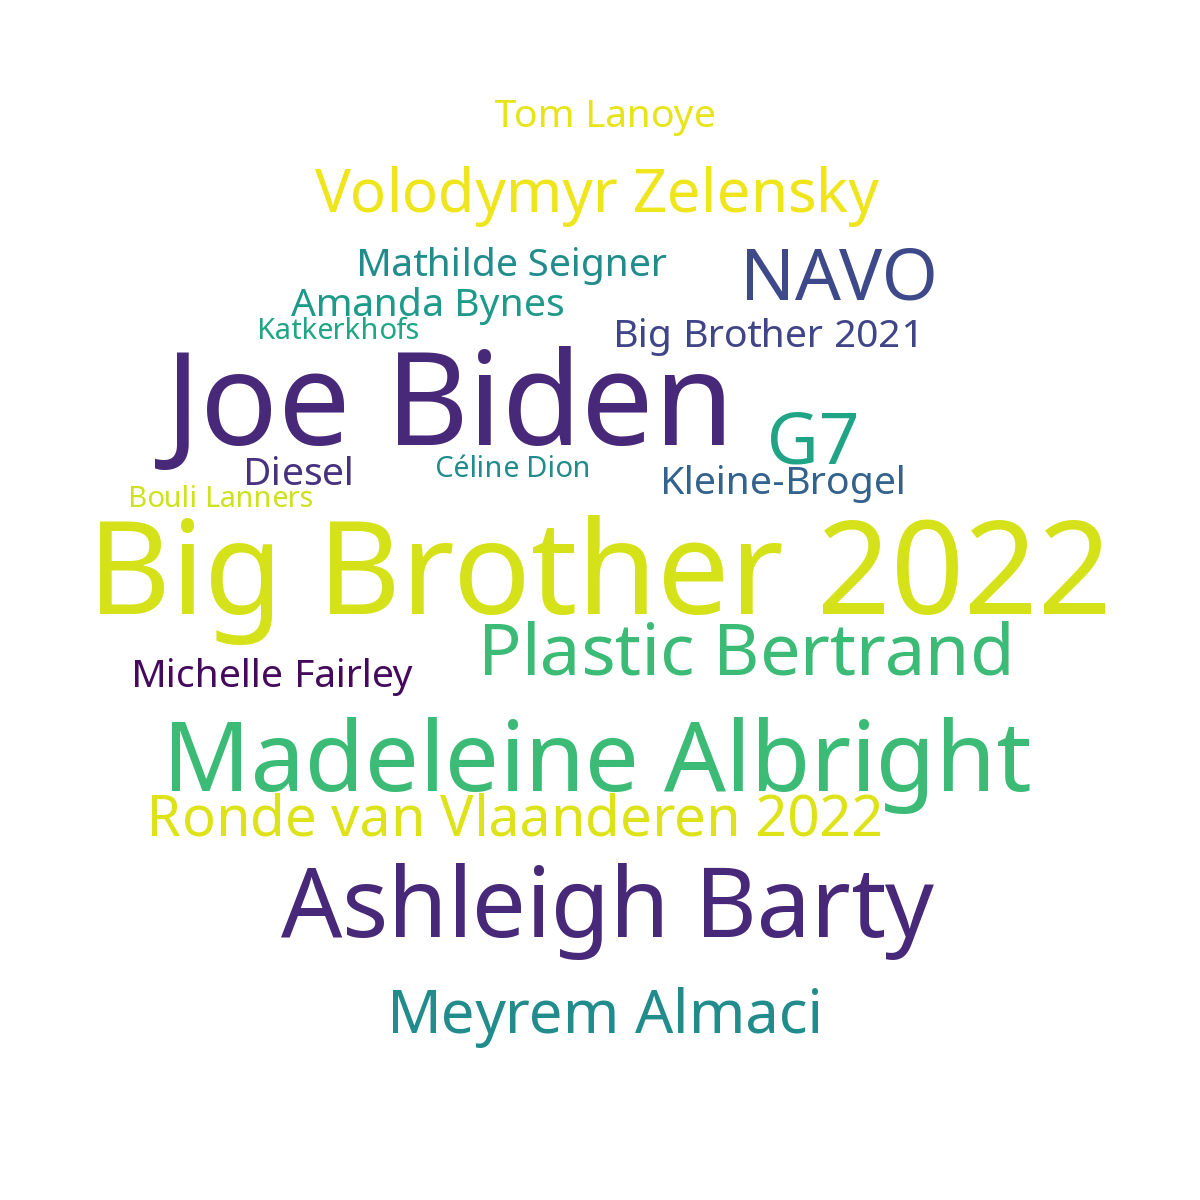 Tom Lanoye
Volodymyr Zelensky
Mathilde Seigner
NAVO
Amanda Bynes
Katkerkhofs
Big Brother 2021
Joe Biden
G7
Diesel
Céline Dion
Kleine-Brogel
Bouli Lanners
Big Brother 2022
Plastic Bertrand
Michelle Fairley
Madeleine Albright
Ronde van Vlaanderen 2022
Ashleigh Barty
Meyrem Almaci